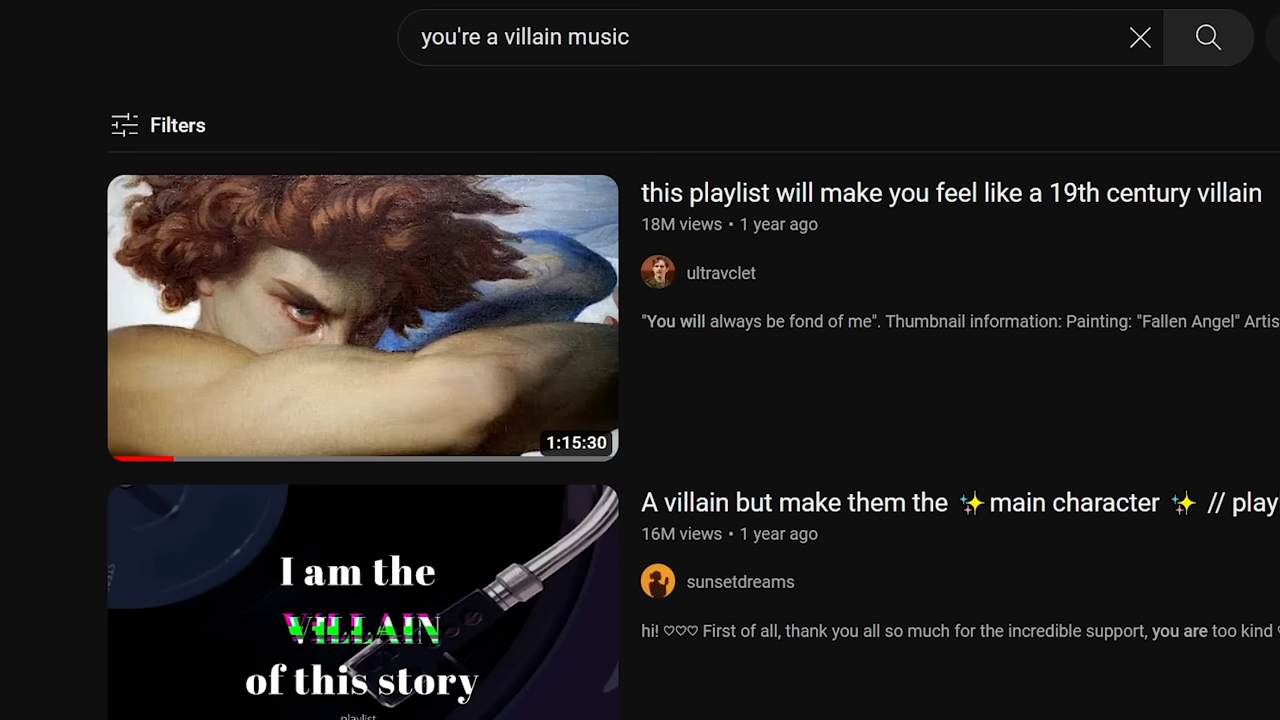 you're a villain music
Filters
this playlist will make you feel like a 19th century villain
18M views • 1 year ago
ultravclet
"You will always be fond of me". Thumbnail information: Painting: "Fallen Angel" Artis
1:15:30
A villain but make them the ✨ main character ✨ // play
16M views • 1 year ago
sunsetdreams
hi! ♡♡♡ First of all, thank you all so much for the incredible support, you are too kind
I am the
VILLAIN
of this story
playlist